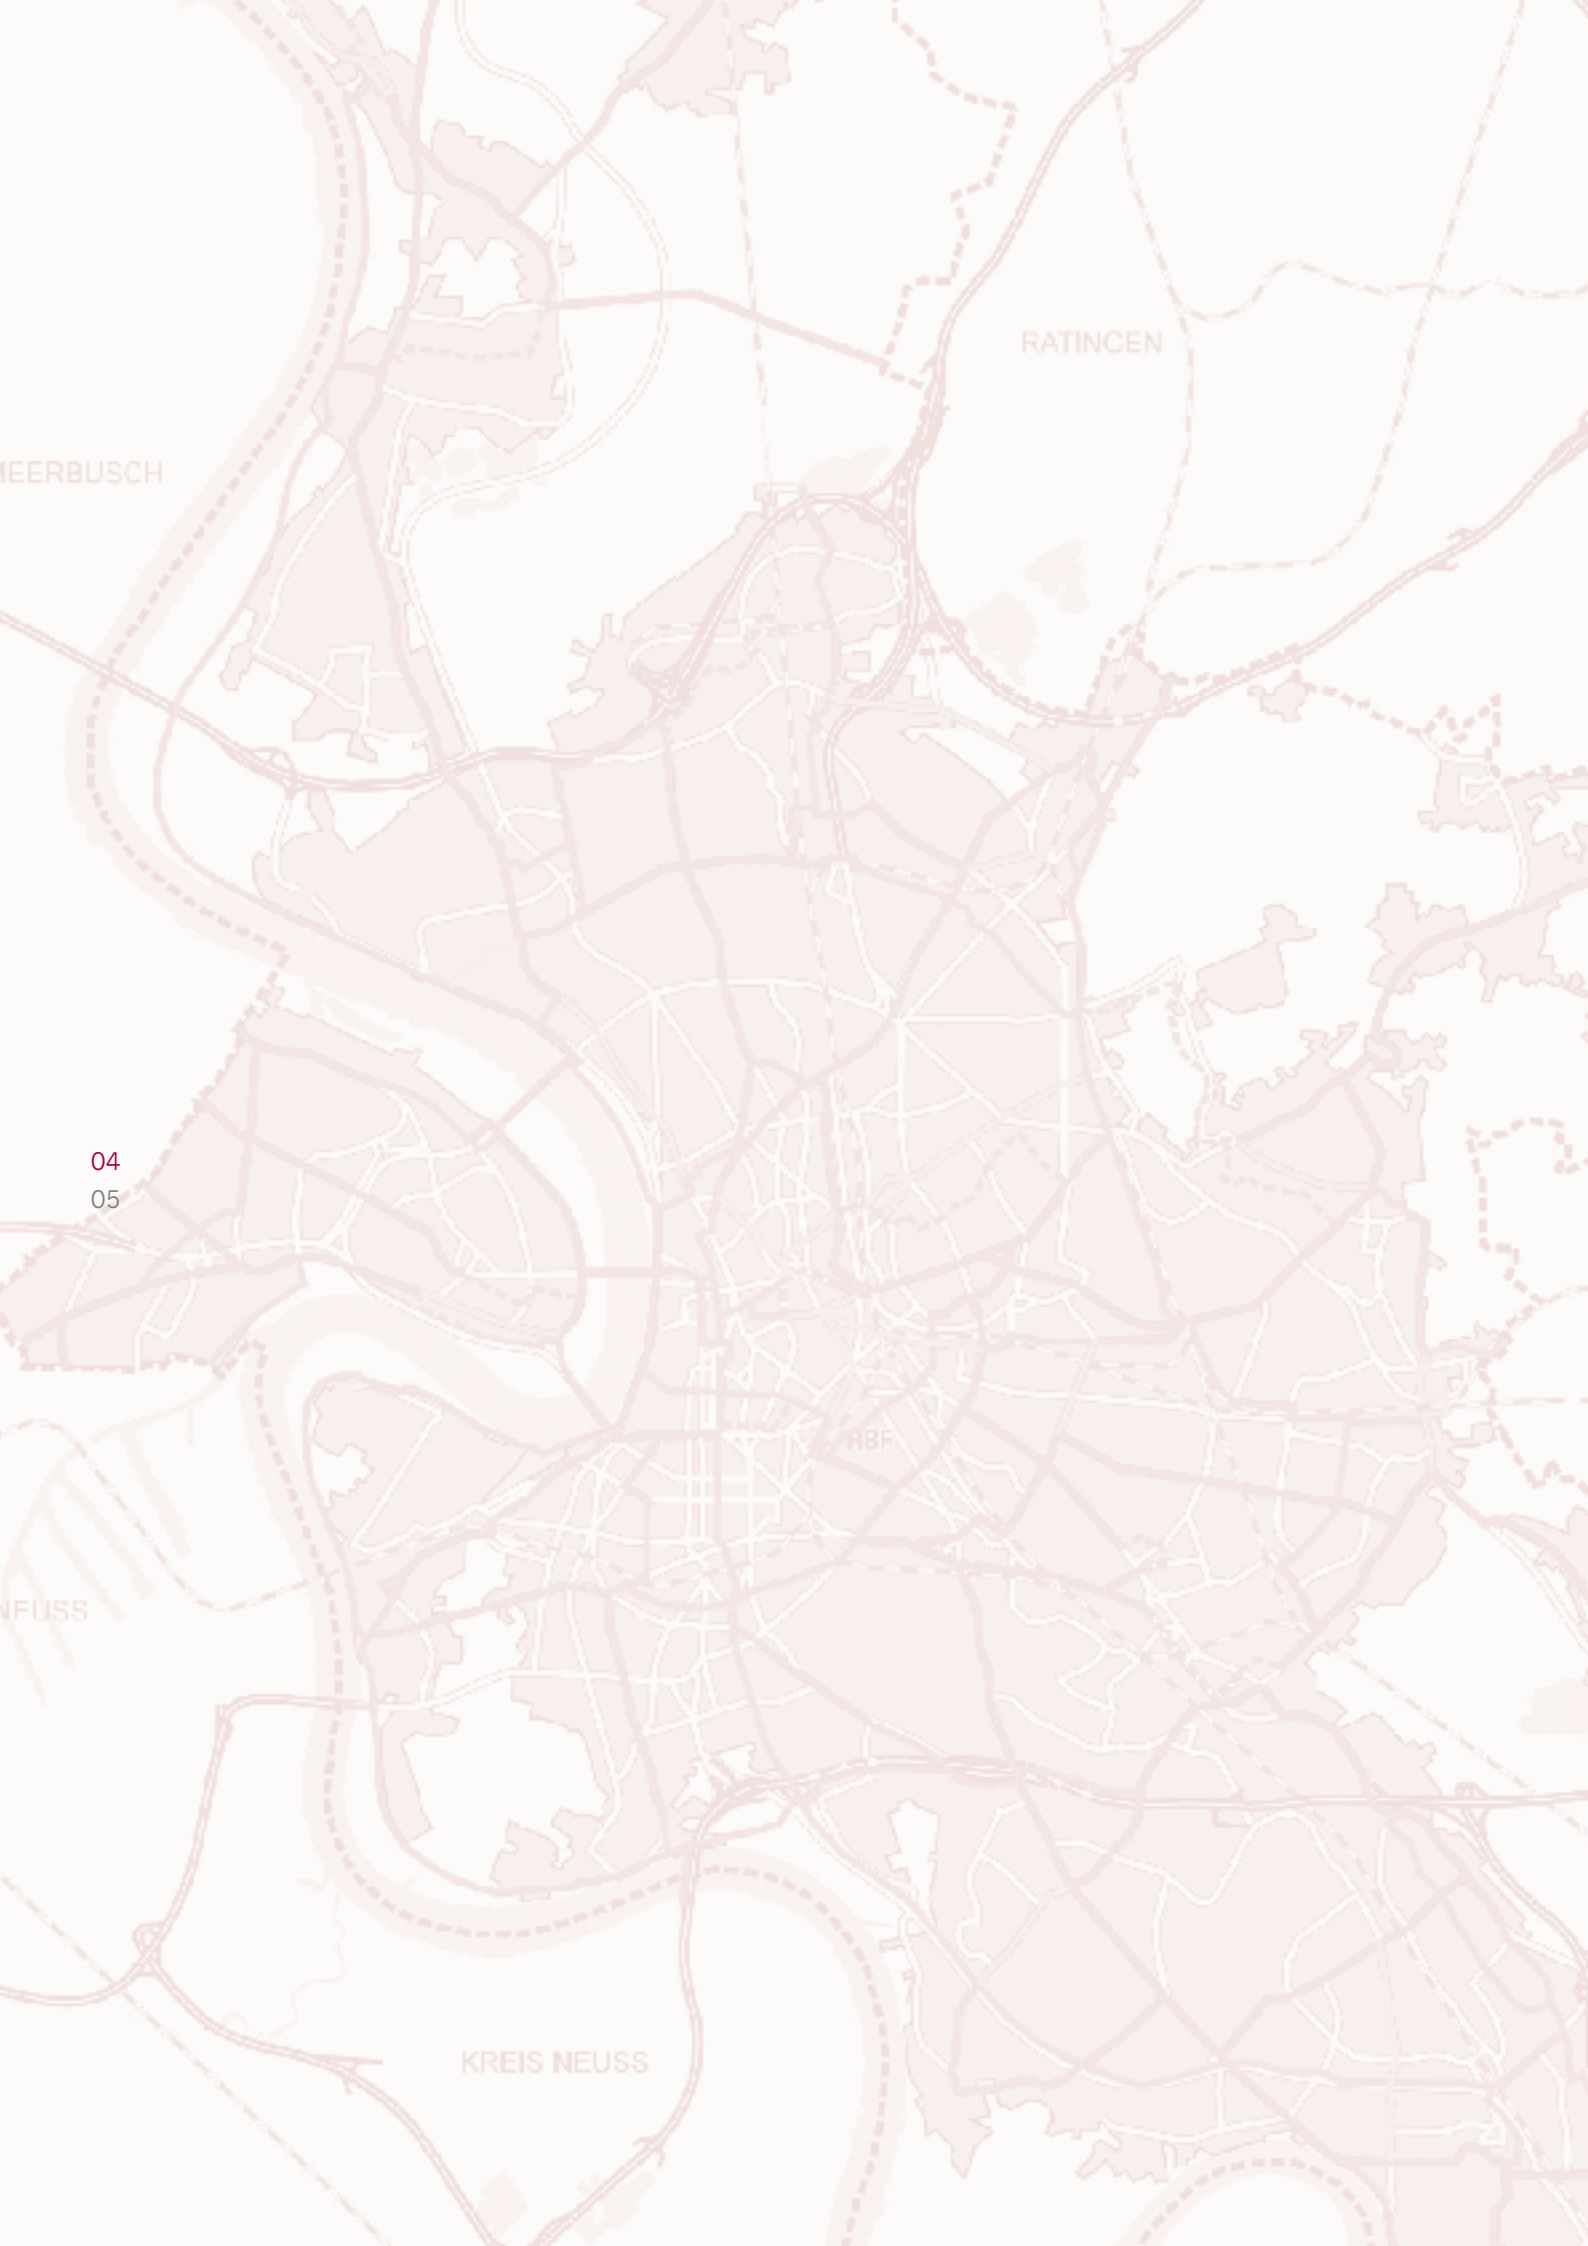 RATINGEN
MEERBUSCH
04
05
HBF
NEUSS
KREIS NEUSS